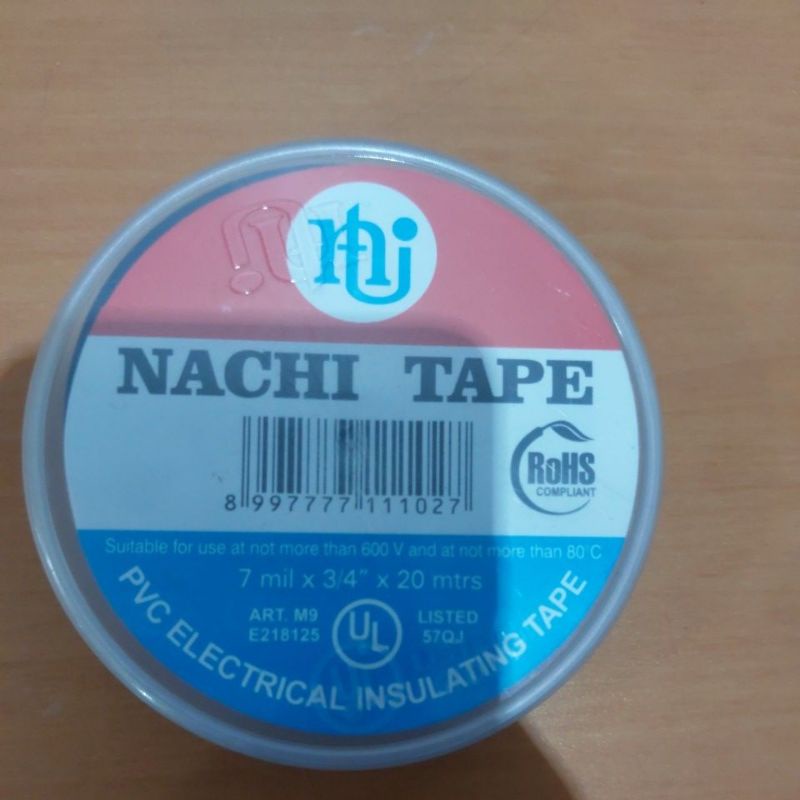 NACHI TAPE
8 997777 111027
RoHS
COMPLIANT
Suitable for use at not more than 600 V and at not more than 80°C
7 mil x 3/4" x 20 mtrs
ART. M9
E218125
UL
LISTED
57QJ
PVC ELECTRICAL INSULATING TAPE